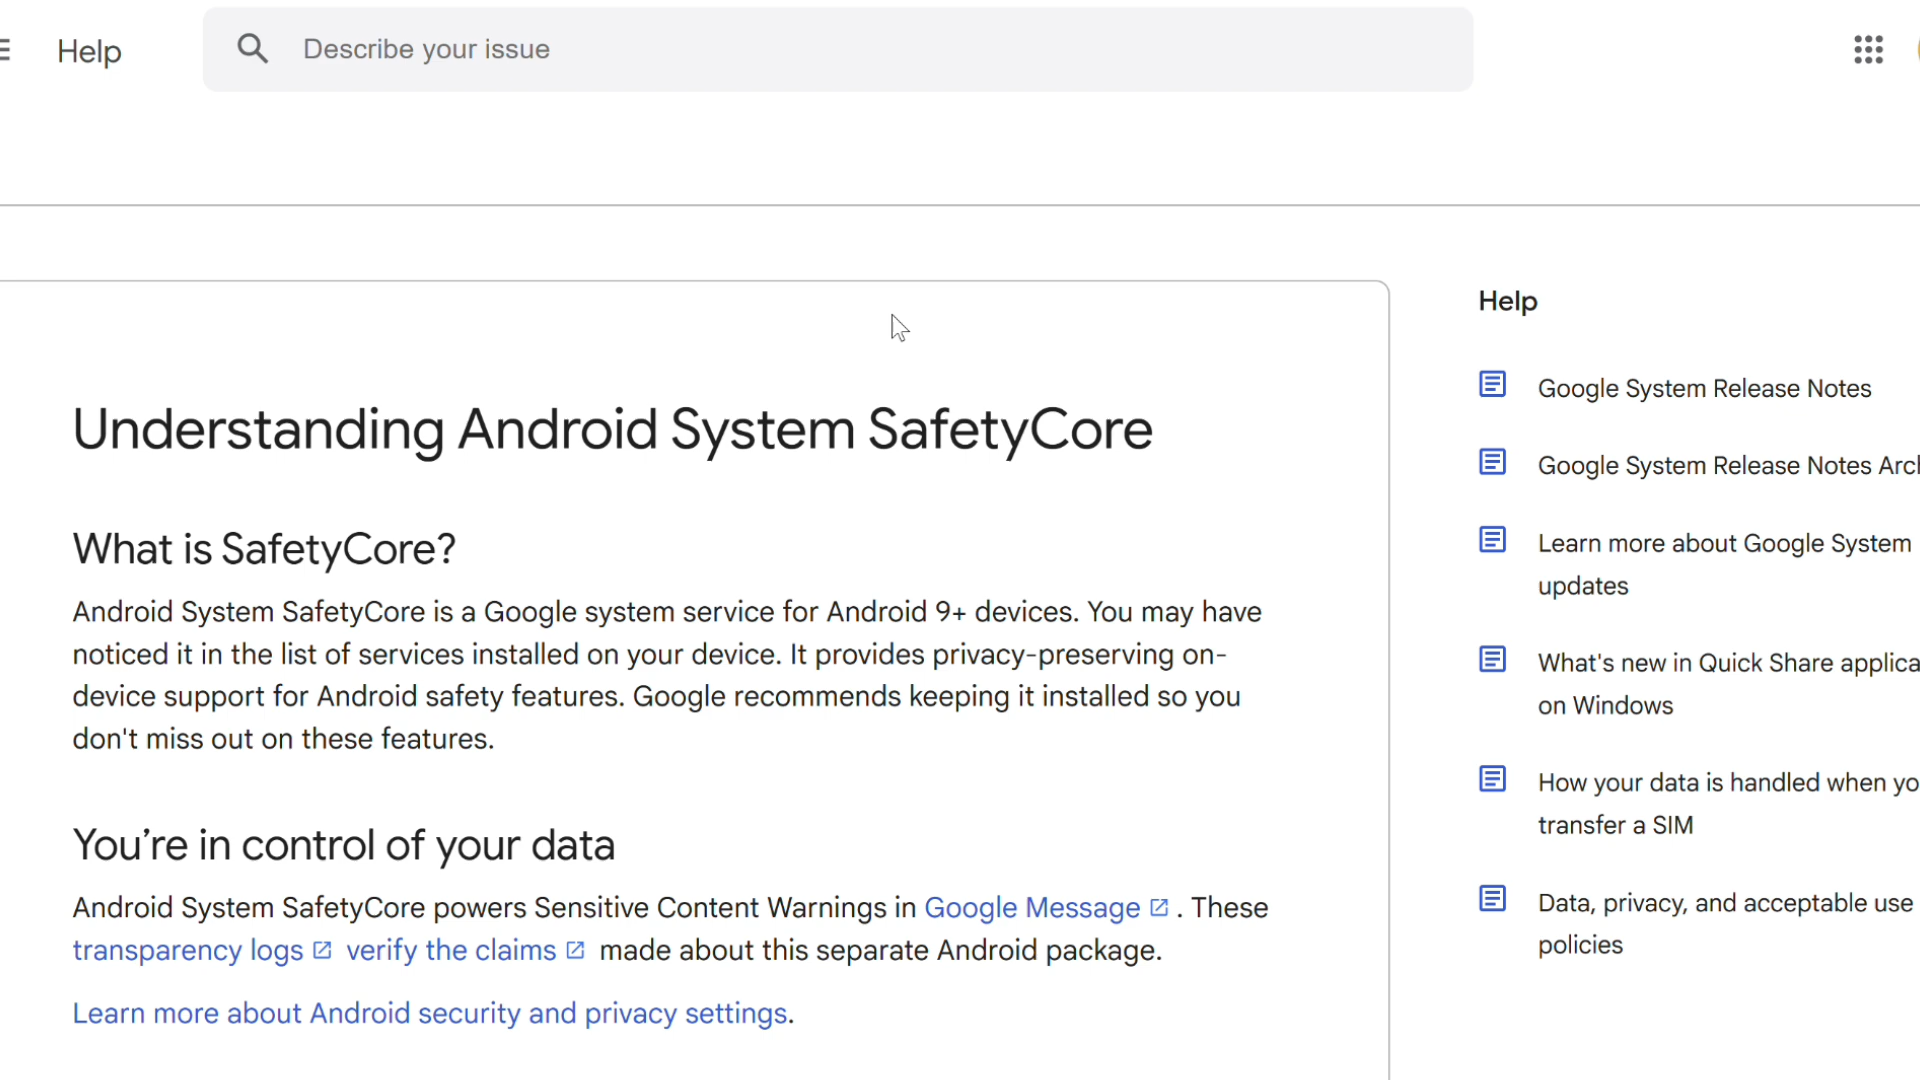 Help
Describe your issue
Understanding Android System SafetyCore
What is SafetyCore?
Android System SafetyCore is a Google system service for Android 9+ devices. You may have
noticed it in the list of services installed on your device. It provides privacy-preserving on-
device support for Android safety features. Google recommends keeping it installed so you
don't miss out on these features.
You’re in control of your data
Android System SafetyCore powers Sensitive Content Warnings in Google Message . These
transparency logs verify the claims made about this separate Android package.
Learn more about Android security and privacy settings.
Help
Google System Release Notes
Google System Release Notes
Learn more about Google System
updates
What's new in Quick Share
on Windows
How your data is handled when
transfer a SIM
Data, privacy, and acceptable use
policies